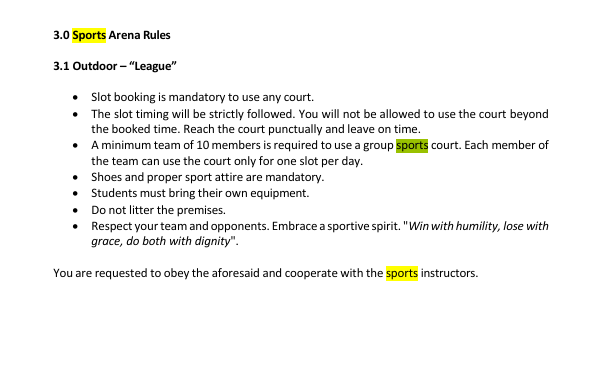 3.0 Sports Arena Rules
3.1 Outdoor – “League”
• Slot booking is mandatory to use any court.
• The slot timing will be strictly followed. You will not be allowed to use the court beyond
the booked time. Reach the court punctually and leave on time.
• A minimum team of 10 members is required to use a group sports court. Each member of
the team can use the court only for one slot per day.
• Shoes and proper sport attire are mandatory.
• Students must bring their own equipment.
• Do not litter the premises.
• Respect your team and opponents. Embrace a sportive spirit. "Win with humility, lose with
grace, do both with dignity".
You are requested to obey the aforesaid and cooperate with the sports instructors.